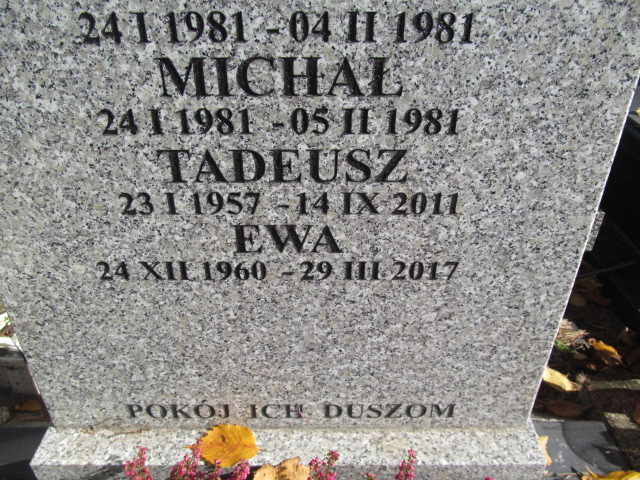 24 I 1981 - 04 II 1981
MICHAŁ
24 I 1981 - 05 II 1981
TADEUSZ
23 I 1957 - 14 IX 2011
EWA
24 XII 1960 - 29 III 2017
POKÓJ ICH DUSZOM